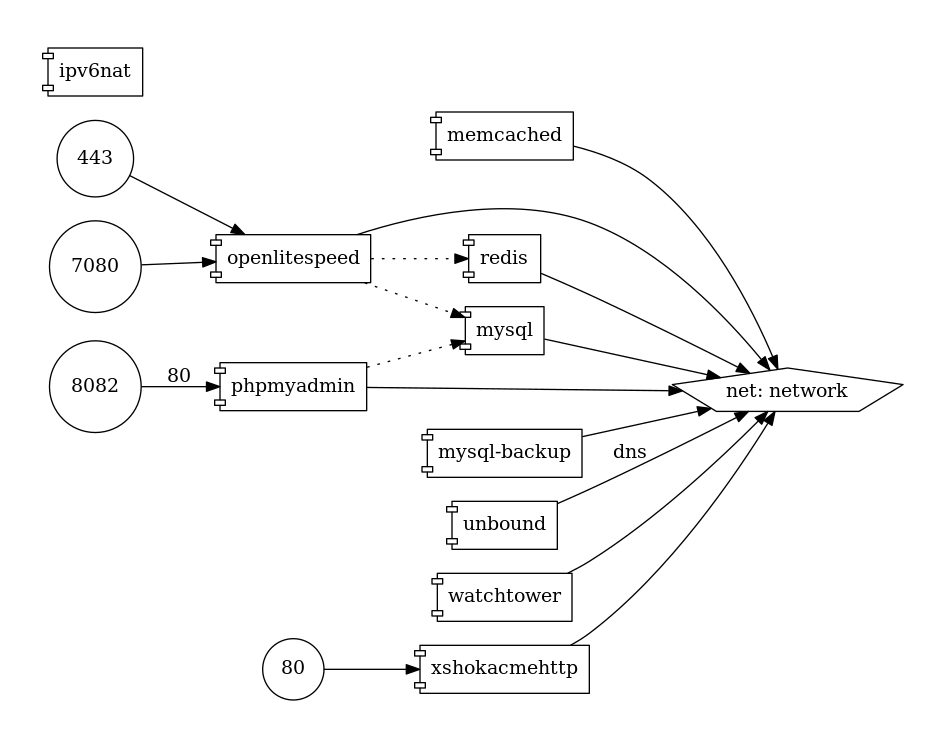 ipv6nat
443
memcached
7080
openlitespeed
redis
mysql
8082
80
phpmyadmin
net: network
mysql-backup
dns
unbound
watchtower
80
xshokacmehttp